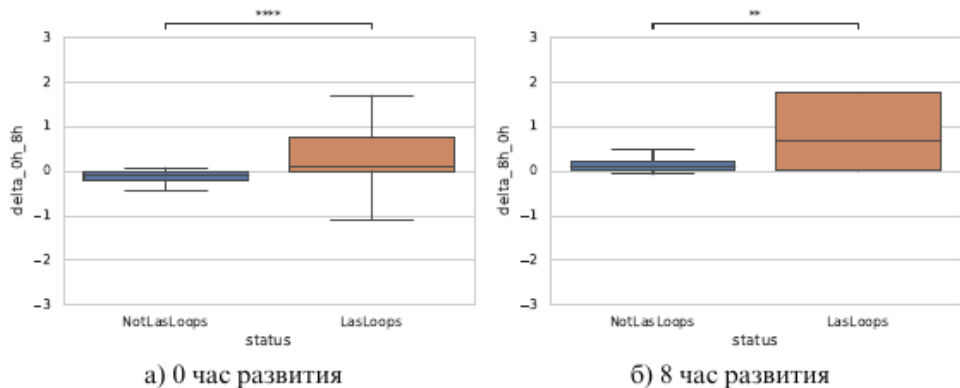 ****
3
2
1
0
−1
−2
−3
delta_0h_8h
NotLasLoops LasLoops
status
а) 0 час развития
**
3
2
1
0
−1
−2
−3
delta_8h_0h
NotLasLoops LasLoops
status
б) 8 час развития